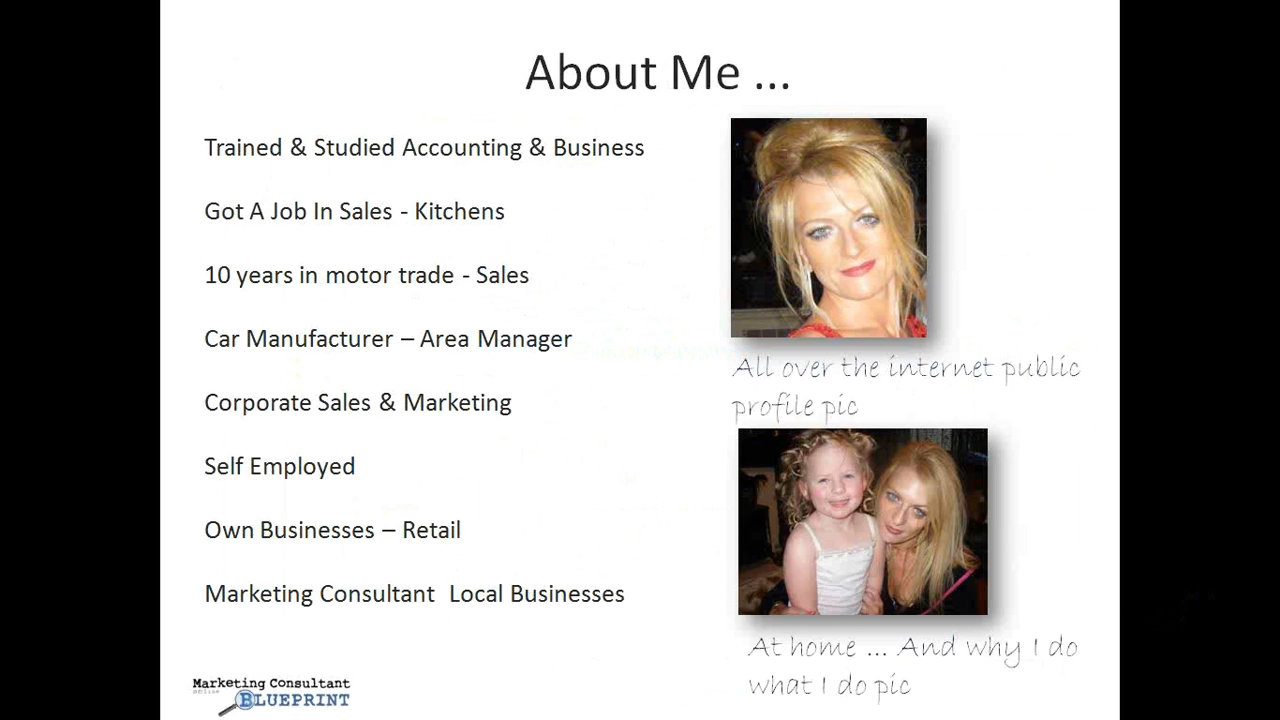 About Me ...
Trained & Studied Accounting & Business
Got A Job In Sales - Kitchens
10 years in motor trade - Sales
Car Manufacturer – Area Manager
Corporate Sales & Marketing
Self Employed
Own Businesses – Retail
Marketing Consultant Local Businesses
All over the internet public
profile pic
At home ... And why I do
what I do pic
Marketing Consultant
BLUEPRINT